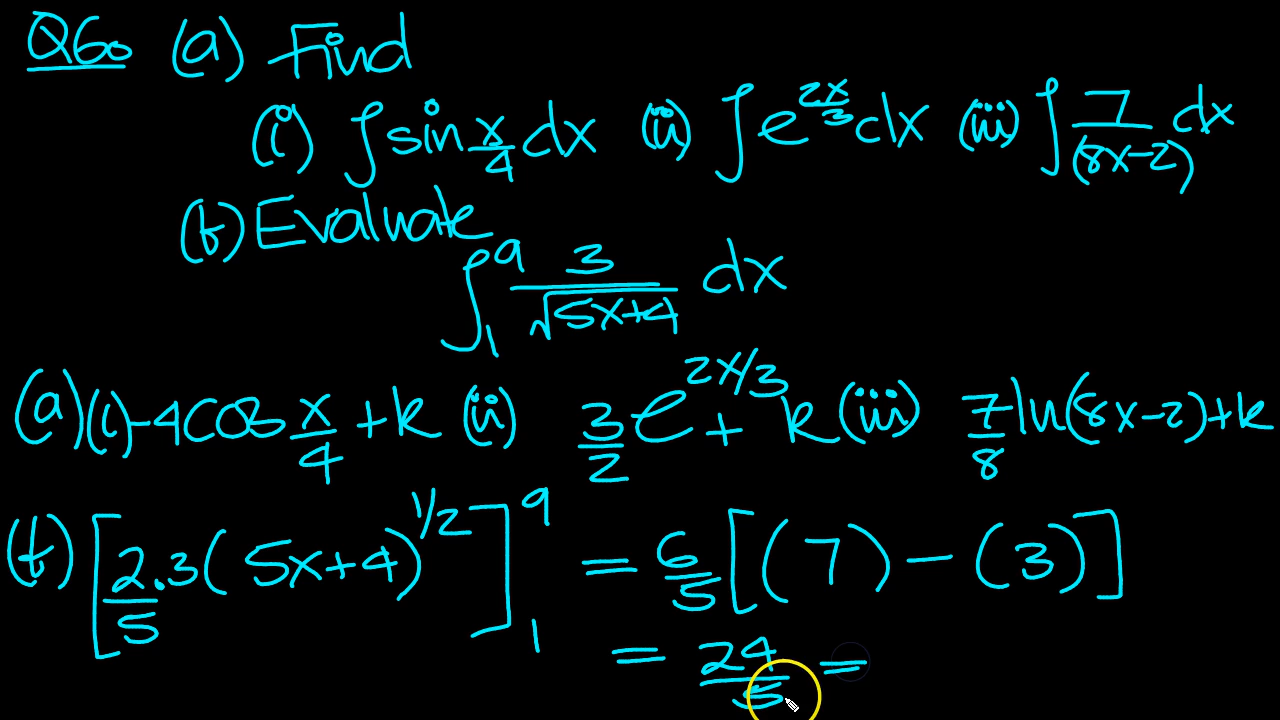 Q60 (a) Find
(i) ∫ sin x/4 dx (ii) ∫ e^(2x/3) dx (iii) ∫ 7/(8x-2) dx
(b) Evaluate
∫₁⁹ 3/√(5x+4) dx
(a)(i) -4cos x/4 + k (ii) 3/2 e^(2x/3) + k (iii) 7/8 ln(8x-2)+k
(b) [2/5 . 3(5x+4)^(1/2)]₁⁹ = 6/5 [(7) - (3)]
= 24/5 =